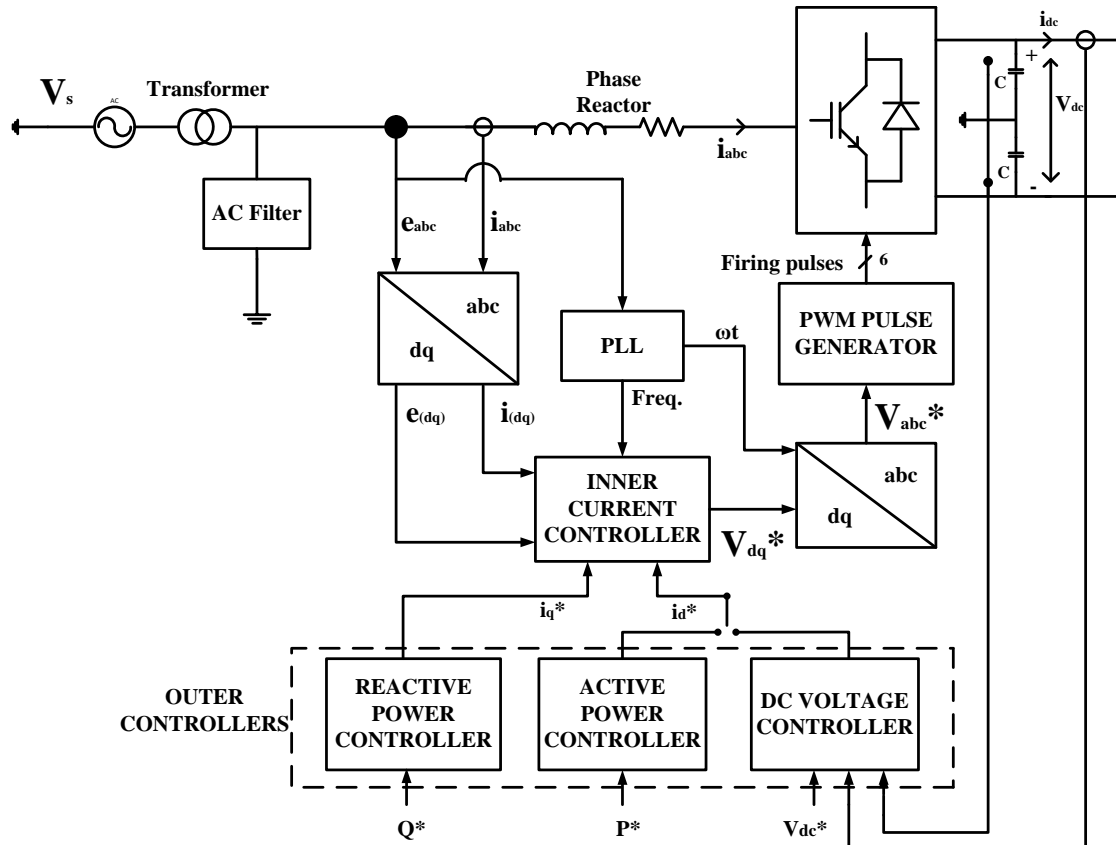 idc
+
C
Vdc
C
-
Vs
AC
Transformer
Phase
Reactor
iabc
AC Filter
eabc
iabc
Firing pulses
6
abc
dq
PLL
ωt
PWM PULSE
GENERATOR
Freq.
e(dq)
i(dq)
Vabc*
INNER
CURRENT
CONTROLLER
Vdq*
abc
dq
iq*
id*
OUTER
CONTROLLERS
REACTIVE
POWER
CONTROLLER
ACTIVE
POWER
CONTROLLER
DC VOLTAGE
CONTROLLER
Q*
P*
Vdc*